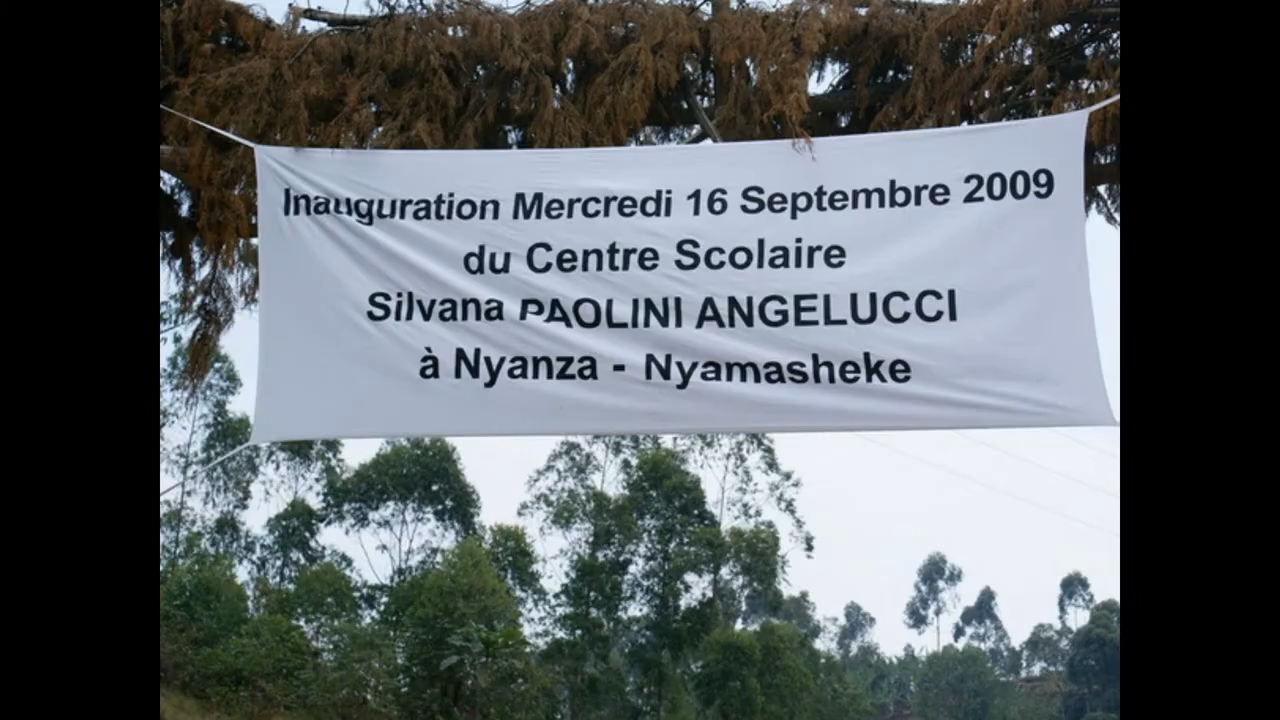 Inauguration Mercredi 16 Septembre 2009
du Centre Scolaire
Silvana PAOLINI ANGELUCCI
à Nyanza - Nyamasheke